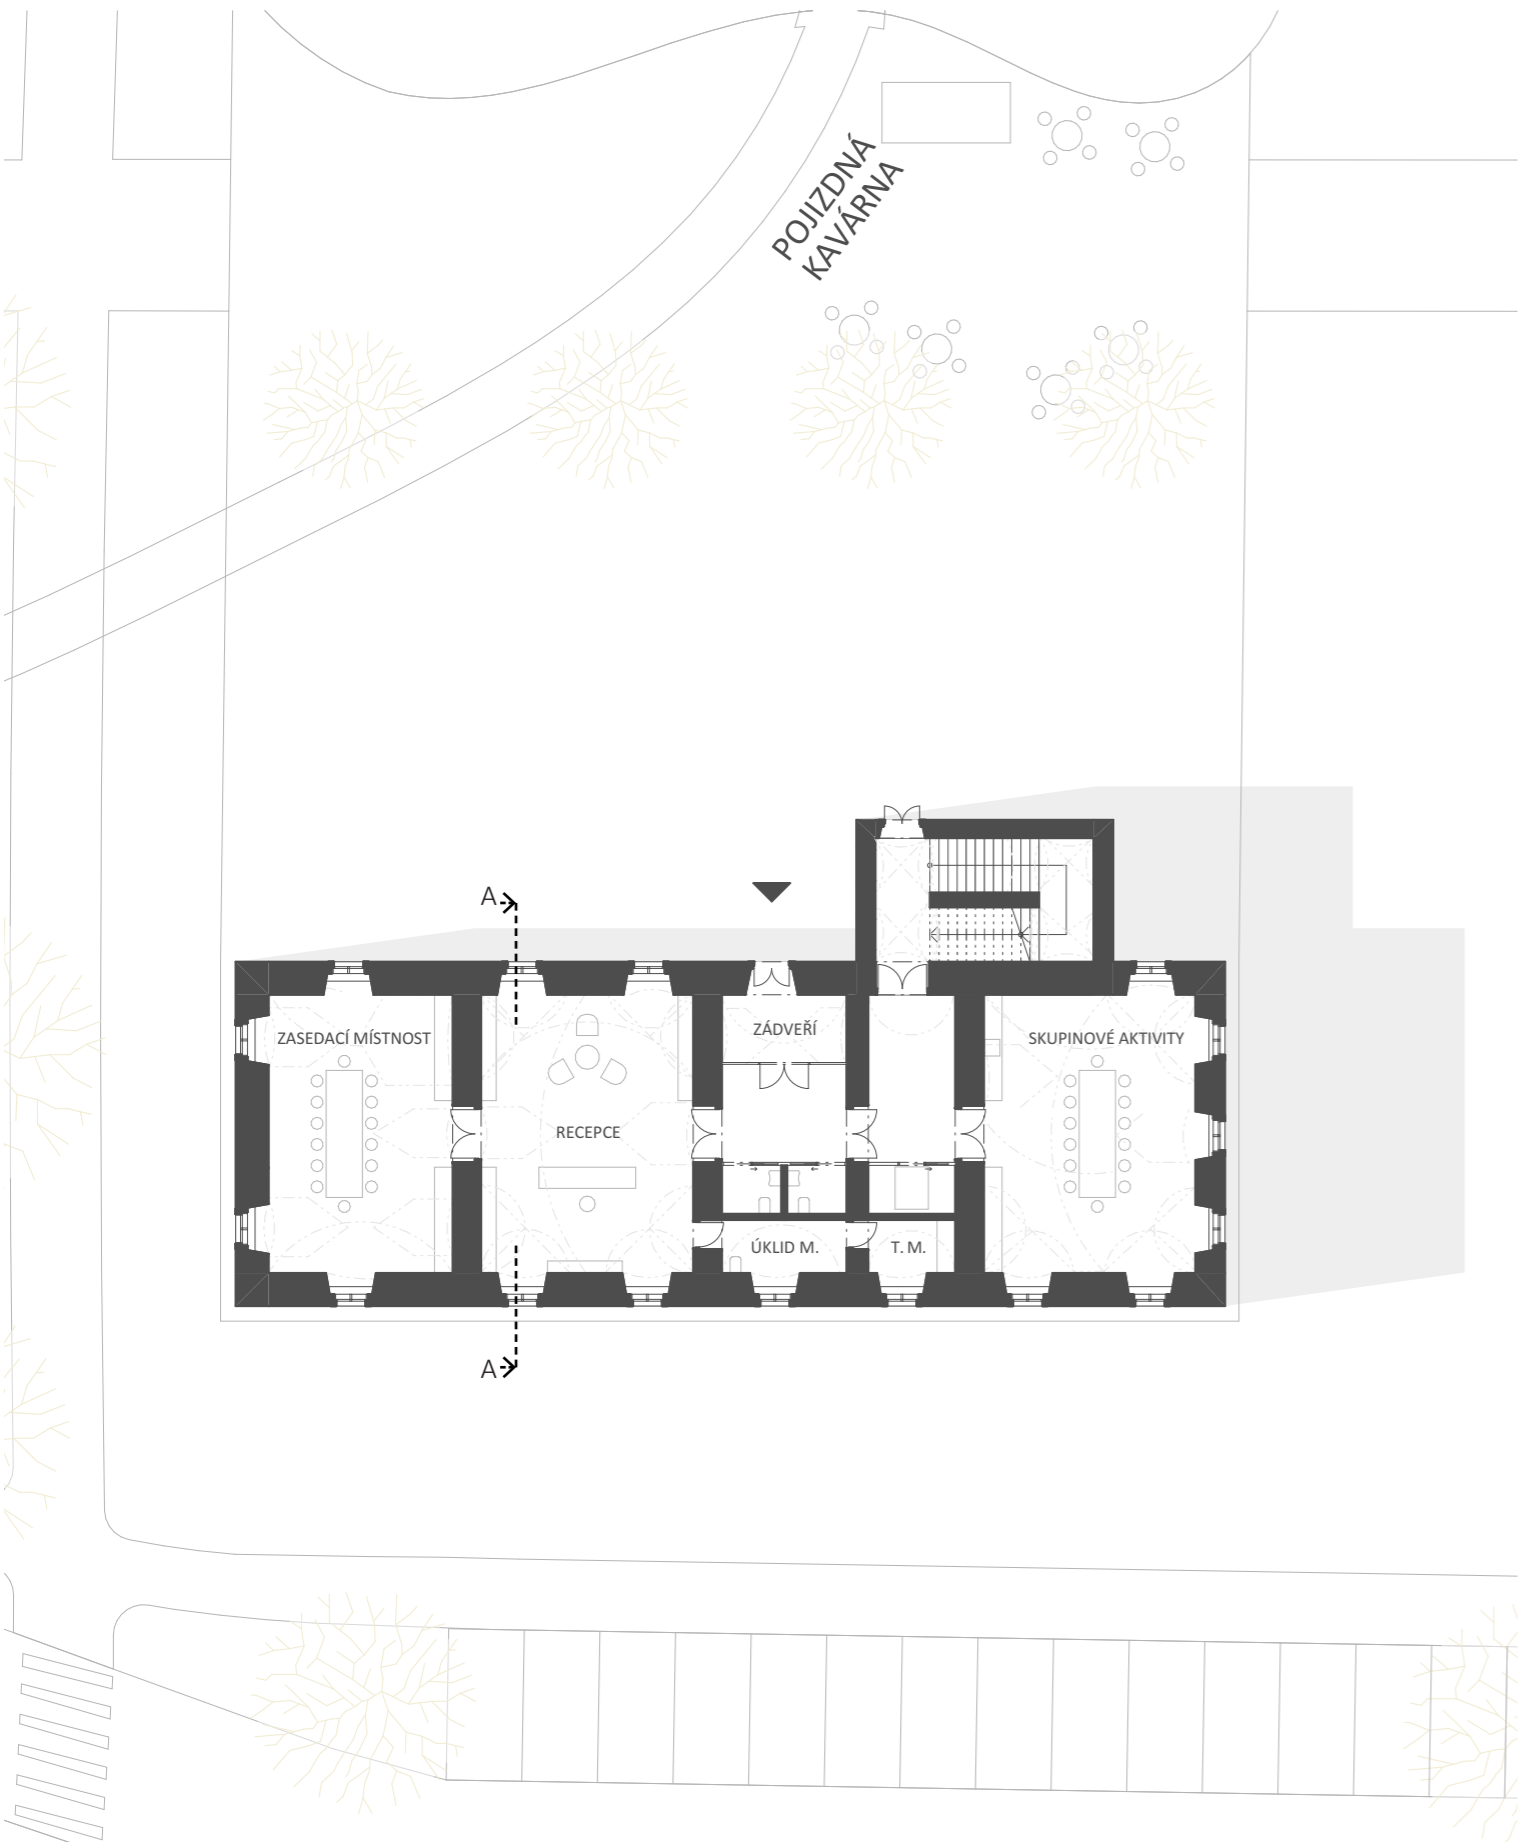 POJIZDNÁ
KAVÁRNA
A
ZÁDVEŘÍ
ZASEDACÍ MÍSTNOST
SKUPINOVÉ AKTIVITY
RECEPCE
ÚKLID M.
T. M.
A